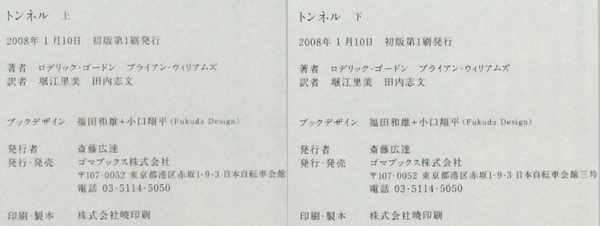 トンネル 上
2008年1月10日 初版第1刷発行
著者 ロデリック・ゴードン ブライアン・ウィリアムズ
訳者 堀江里美 田内志文
ブックデザイン 福田和雄+小口翔平(Fukuda Design)
発行者 斎藤広達
発行・発売 ゴマブックス株式会社
〒107-0052 東京都港区赤坂1-9-3 日本自転車会館
電話 03-5114-5050
印刷・製本 株式会社暁印刷
トンネル 下
2008年1月10日 初版第1刷発行
著者 ロデリック・ゴードン ブライアン・ウィリアムズ
訳者 堀江里美 田内志文
ブックデザイン 福田和雄+小口翔平(Fukuda Design)
発行者 斎藤広達
発行・発売 ゴマブックス株式会社
〒107-0052 東京都港区赤坂1-9-3 日本自転車会館三号
電話 03-5114-5050
印刷・製本 株式会社暁印刷